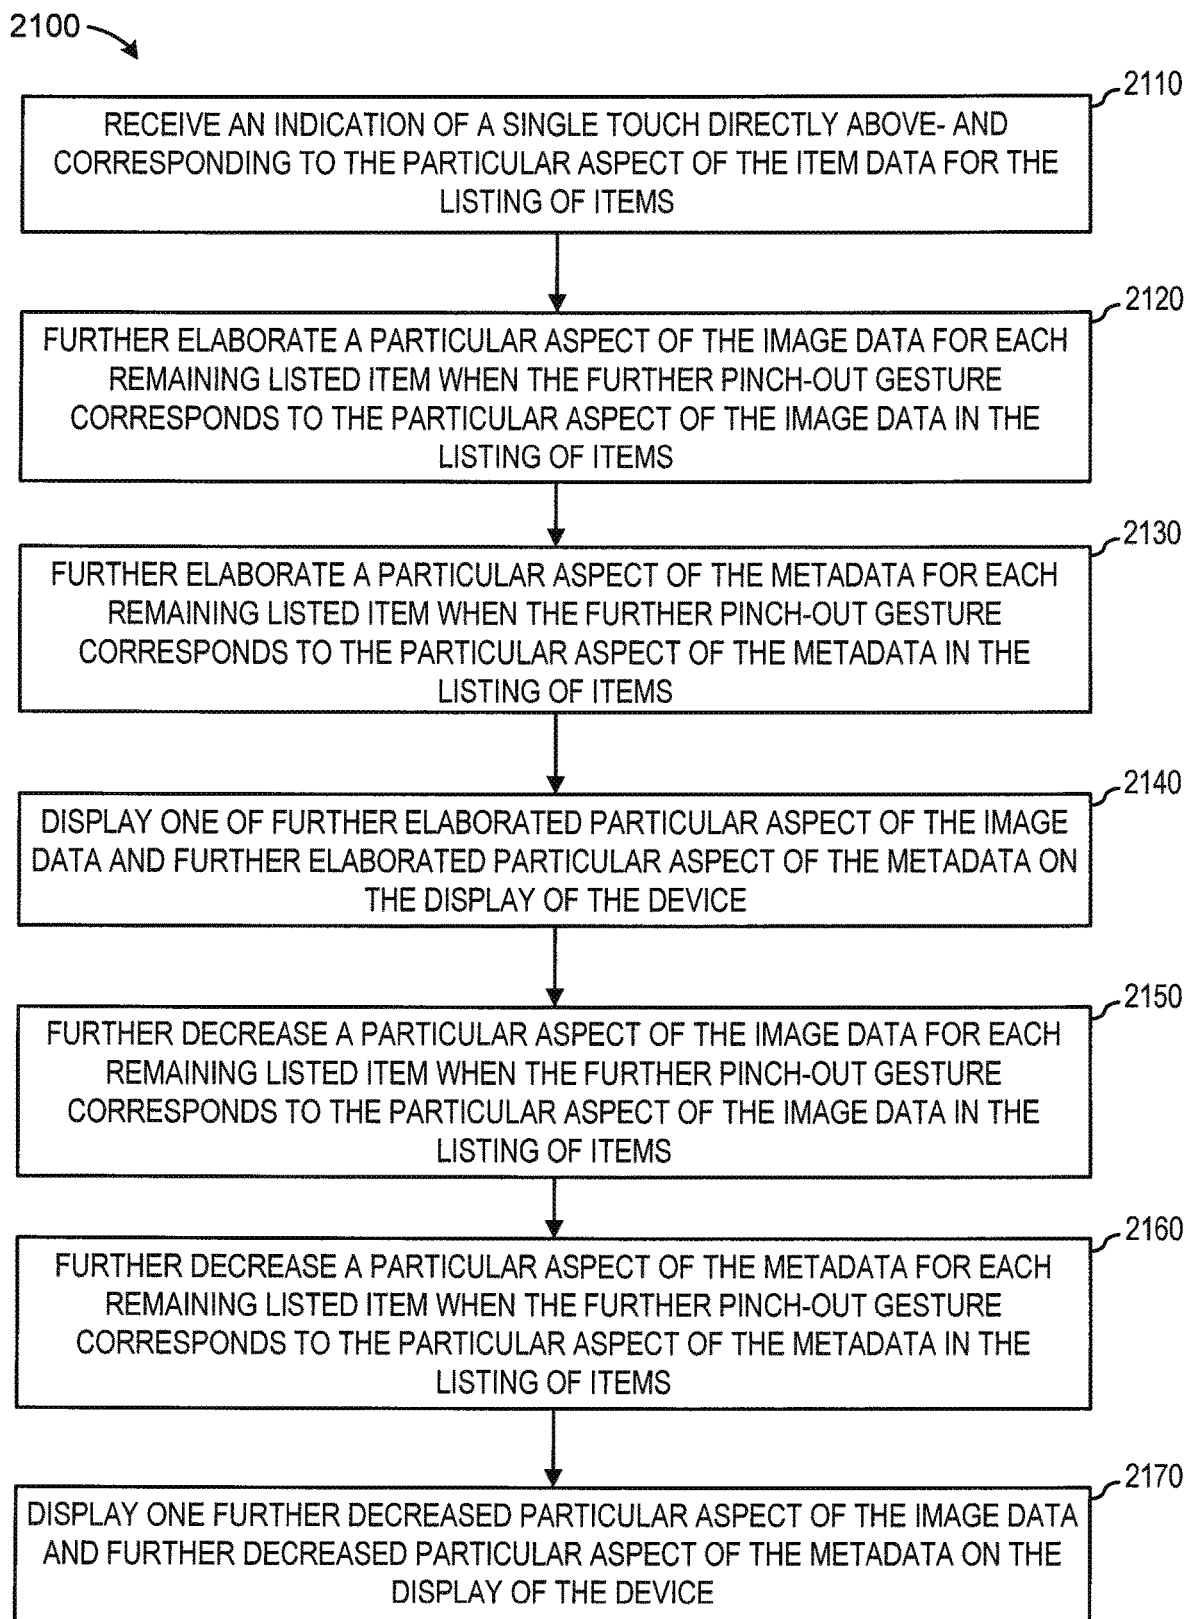 2100
2110
RECEIVE AN INDICATION OF A SINGLE TOUCH DIRECTLY ABOVE- AND
CORRESPONDING TO THE PARTICULAR ASPECT OF THE ITEM DATA FOR THE
LISTING OF ITEMS
2120
FURTHER ELABORATE A PARTICULAR ASPECT OF THE IMAGE DATA FOR EACH
REMAINING LISTED ITEM WHEN THE FURTHER PINCH-OUT GESTURE
CORRESPONDS TO THE PARTICULAR ASPECT OF THE IMAGE DATA IN THE
LISTING OF ITEMS
2130
FURTHER ELABORATE A PARTICULAR ASPECT OF THE METADATA FOR EACH
REMAINING LISTED ITEM WHEN THE FURTHER PINCH-OUT GESTURE
CORRESPONDS TO THE PARTICULAR ASPECT OF THE METADATA IN THE
LISTING OF ITEMS
2140
DISPLAY ONE OF FURTHER ELABORATED PARTICULAR ASPECT OF THE IMAGE
DATA AND FURTHER ELABORATED PARTICULAR ASPECT OF THE METADATA ON
THE DISPLAY OF THE DEVICE
2150
FURTHER DECREASE A PARTICULAR ASPECT OF THE IMAGE DATA FOR EACH
REMAINING LISTED ITEM WHEN THE FURTHER PINCH-OUT GESTURE
CORRESPONDS TO THE PARTICULAR ASPECT OF THE IMAGE DATA IN THE
LISTING OF ITEMS
2160
FURTHER DECREASE A PARTICULAR ASPECT OF THE METADATA FOR EACH
REMAINING LISTED ITEM WHEN THE FURTHER PINCH-OUT GESTURE
CORRESPONDS TO THE PARTICULAR ASPECT OF THE METADATA IN THE
LISTING OF ITEMS
2170
DISPLAY ONE FURTHER DECREASED PARTICULAR ASPECT OF THE IMAGE DATA
AND FURTHER DECREASED PARTICULAR ASPECT OF THE METADATA ON THE
DISPLAY OF THE DEVICE